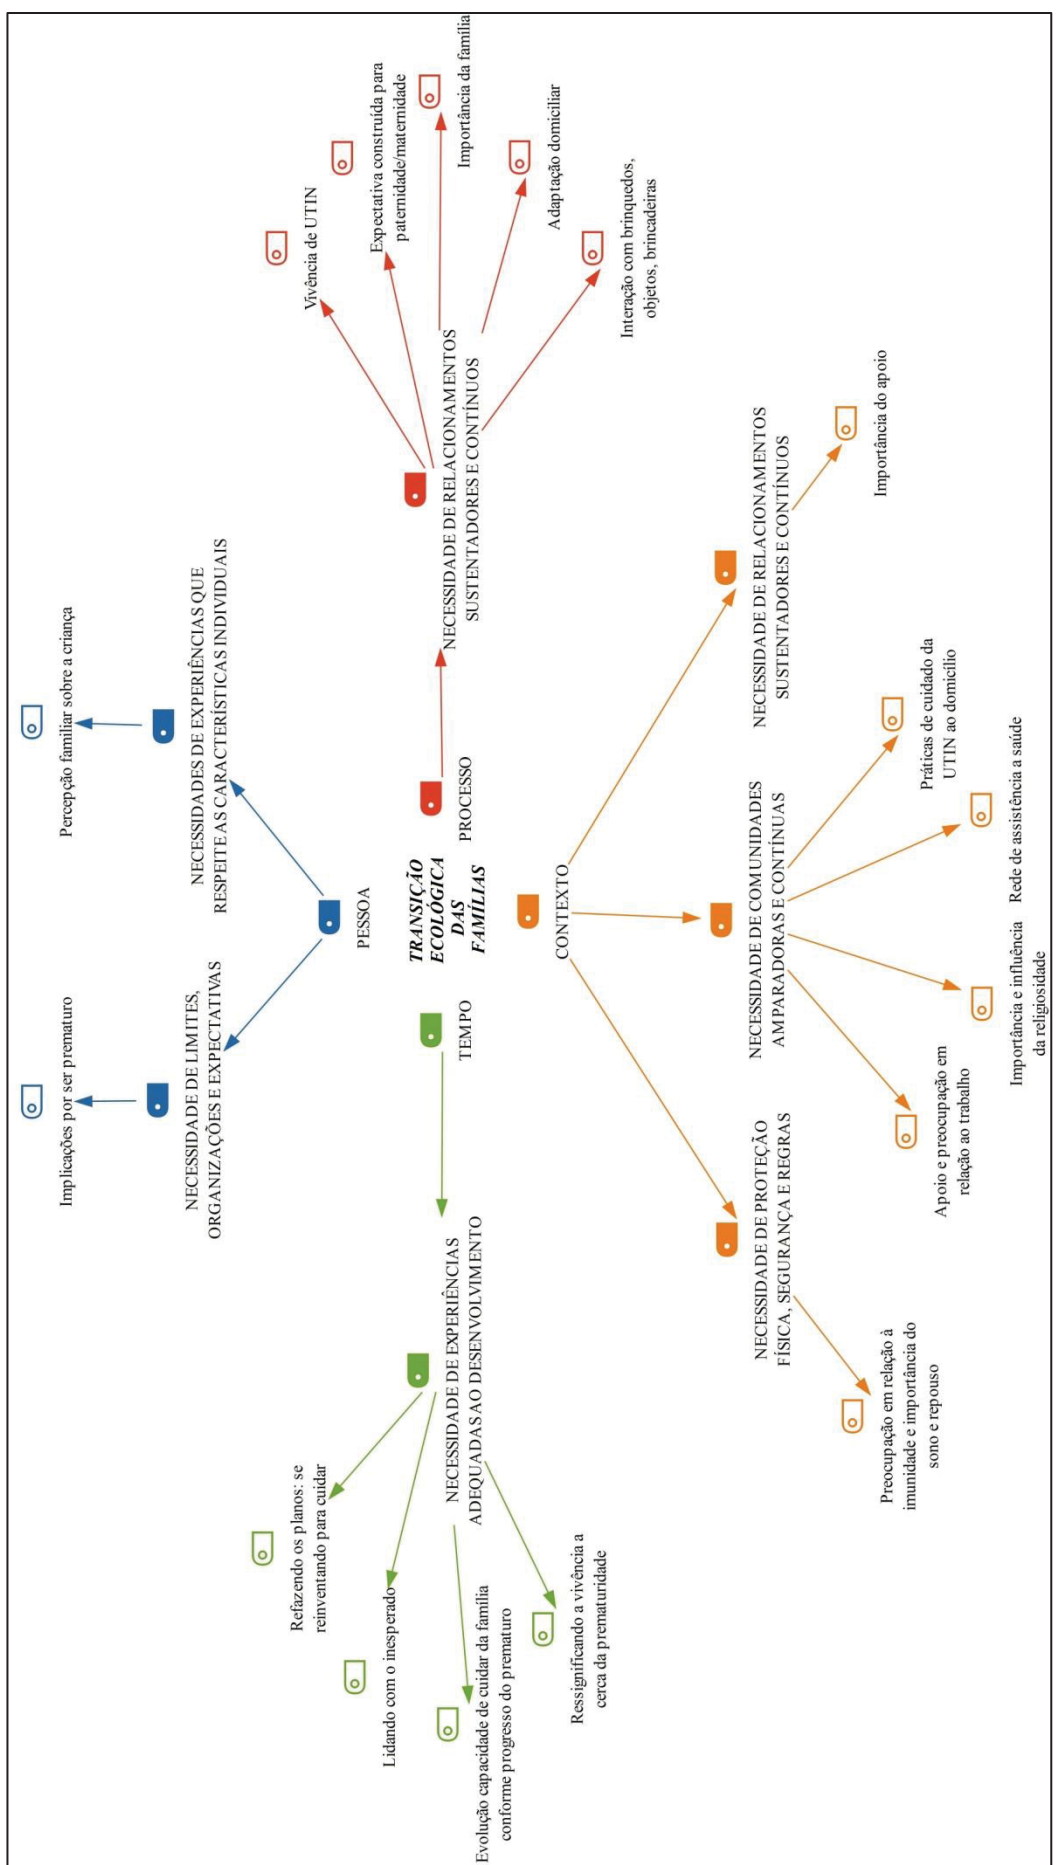 Implicações por ser prematuro
Percepção familiar sobre a criança
NECESSIDADE DE LIMITES,
ORGANIZAÇÕES E EXPECTATIVAS
NECESSIDADES DE EXPERIÊNCIAS QUE
RESPEITE AS CARACTERÍSTICAS INDIVIDUAIS
PESSOA
TRANSIÇÃO
ECOLÓGICA
DAS
FAMÍLIAS
TEMPO
NECESSIDADE DE EXPERIÊNCIAS
ADEQUADAS AO DESENVOLVIMENTO
Refazendo os planos: se
reinventando para cuidar
Lidando com o inesperado
Evolução capacidade de cuidar da família
conforme progresso do prematuro
Ressignificando a vivência a
cerca da prematuridade
PROCESSO
NECESSIDADE DE RELACIONAMENTOS
SUSTENTADORES E CONTÍNUOS
Vivência de UTIN
Expectativa construída para
paternidade/maternidade
Importância da família
Adaptação domiciliar
Interação com brinquedos,
objetos, brincadeiras
CONTEXTO
NECESSIDADE DE PROTEÇÃO
FÍSICA, SEGURANÇA E REGRAS
Preocupação em relação à
imunidade e importância do
sono e repouso
NECESSIDADE DE COMUNIDADES
AMPARADORAS E CONTÍNUAS
Apoio e preocupação em
relação ao trabalho
Importância e influência
da religiosidade
Rede de assistência a saúde
Práticas de cuidado da
UTIN ao domicílio
NECESSIDADE DE RELACIONAMENTOS
SUSTENTADORES E CONTÍNUOS
Importância do apoio